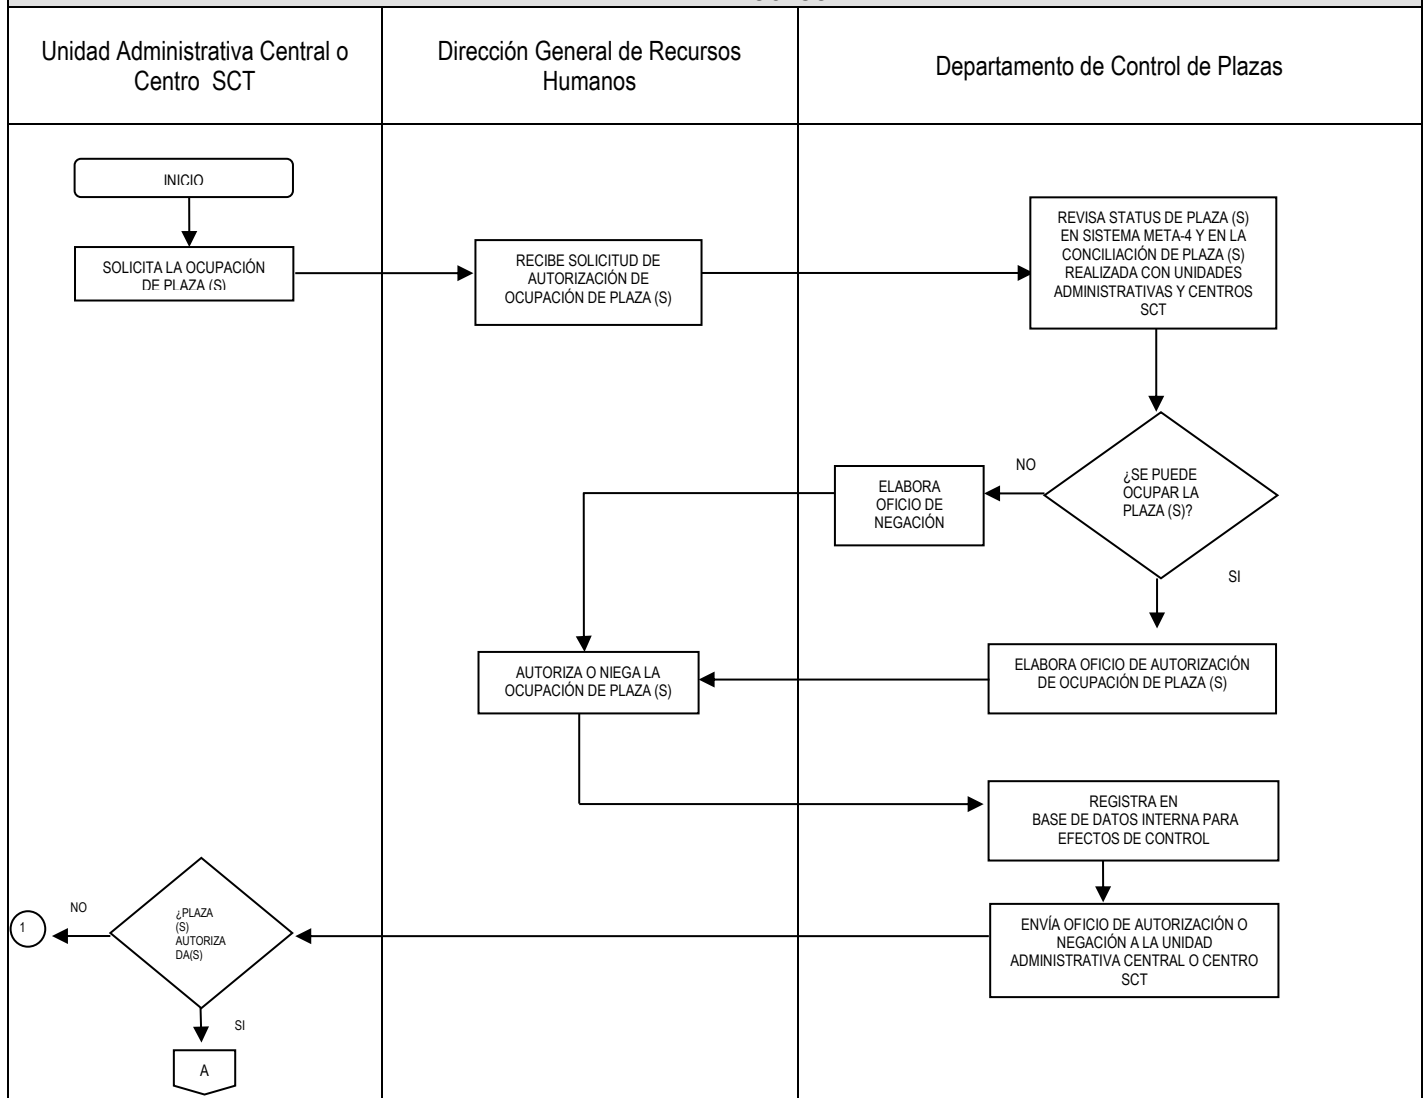 Unidad Administrativa Central o
Centro SCT
Dirección General de Recursos
Humanos
Departamento de Control de Plazas
INICIO
SOLICITA LA OCUPACIÓN
DE PLAZA (S)
RECIBE SOLICITUD DE
AUTORIZACIÓN DE
OCUPACIÓN DE PLAZA (S)
REVISA STATUS DE PLAZA (S)
EN SISTEMA META-4 Y EN LA
CONCILIACIÓN DE PLAZA (S)
REALIZADA CON UNIDADES
ADMINISTRATIVAS Y CENTROS
SCT
¿SE PUEDE
OCUPAR LA
PLAZA (S)?
NO
ELABORA
OFICIO DE
NEGACIÓN
SI
ELABORA OFICIO DE AUTORIZACIÓN
DE OCUPACIÓN DE PLAZA (S)
AUTORIZA O NIEGA LA
OCUPACIÓN DE PLAZA (S)
REGISTRA EN
BASE DE DATOS INTERNA PARA
EFECTOS DE CONTROL
ENVÍA OFICIO DE AUTORIZACIÓN O
NEGACIÓN A LA UNIDAD
ADMINISTRATIVA CENTRAL O CENTRO
SCT
¿PLAZA
(S)
AUTORIZA
DA(S)
NO
1
SI
A